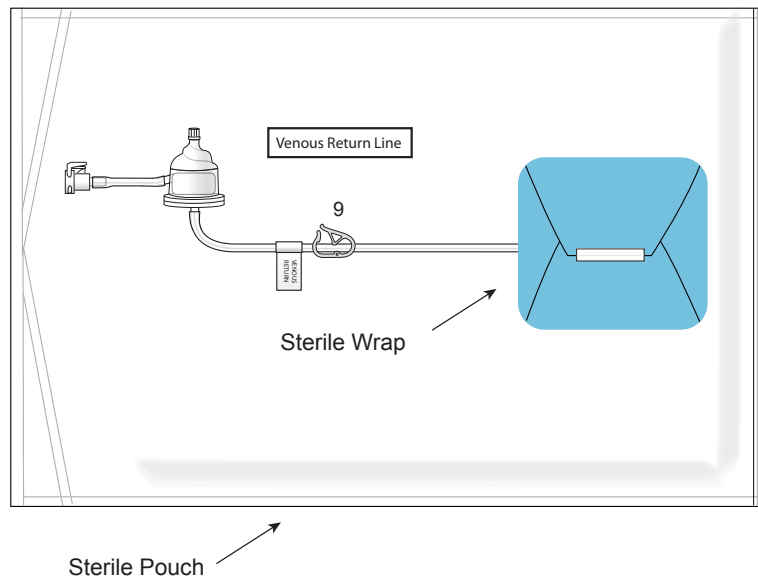 Venous Return Line
9
VENOUS
RETURN
Sterile Wrap
Sterile Pouch